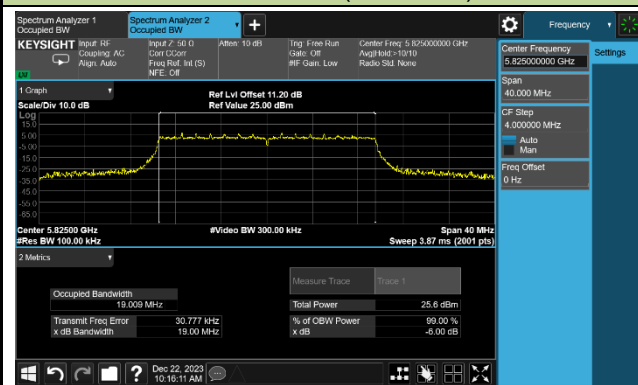 Spectrum Analyzer 1
Occupied BW
Spectrum Analyzer 2
Occupied BW
Frequency
KEYSIGHT
Input: RF
Coupling: AC
Align: Auto
Input Z: 50 Ω
Corr CCorr
Freq Ref: Int (S)
NFE: Off
Atten: 10 dB
Trig: Free Run
Gate: Off
#IF Gain: Low
Center Freq: 5.825000000 GHz
Avg|Hold:>10/10
Radio Std: None
1 Graph
Scale/Div 10.0 dB
Ref Lvl Offset 11.20 dB
Ref Value 25.00 dBm
Log
15.0
5.00
-5.00
-15.0
-25.0
-35.0
-45.0
-55.0
-65.0
Center 5.82500 GHz
#Res BW 100.00 kHz
#Video BW 300.00 kHz
Span 40 MHz
Sweep 3.87 ms (2001 pts)
2 Metrics
Measure Trace
Trace 1
Occupied Bandwidth
19.009 MHz
Total Power
25.6 dBm
Transmit Freq Error
30.777 kHz
% of OBW Power
99.00 %
x dB Bandwidth
19.00 MHz
x dB
-6.00 dB
Dec 22, 2023
10:16:11 AM
Center Frequency
5.825000000 GHz
Settings
Span
40.000 MHz
CF Step
4.000000 MHz
Auto
Man
Freq Offset
0 Hz